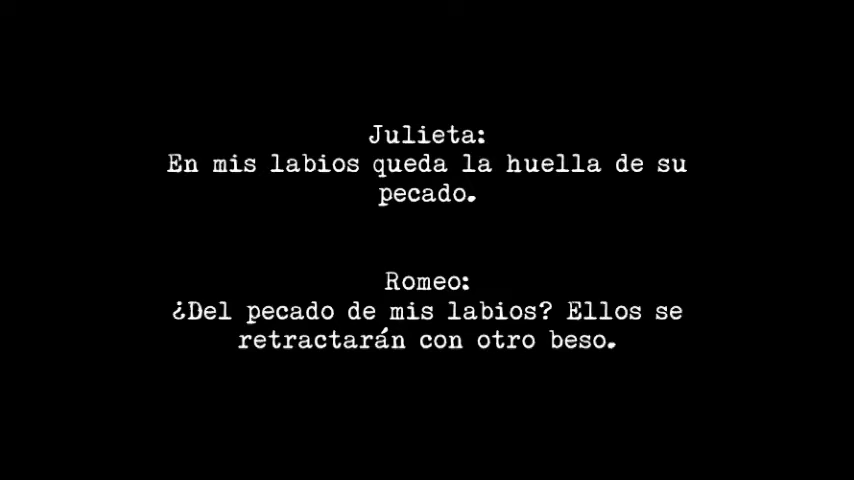 Julieta:
En mis labios queda la huella de su
pecado.
Romeo:
¿Del pecado de mis labios? Ellos se
retractarán con otro beso.